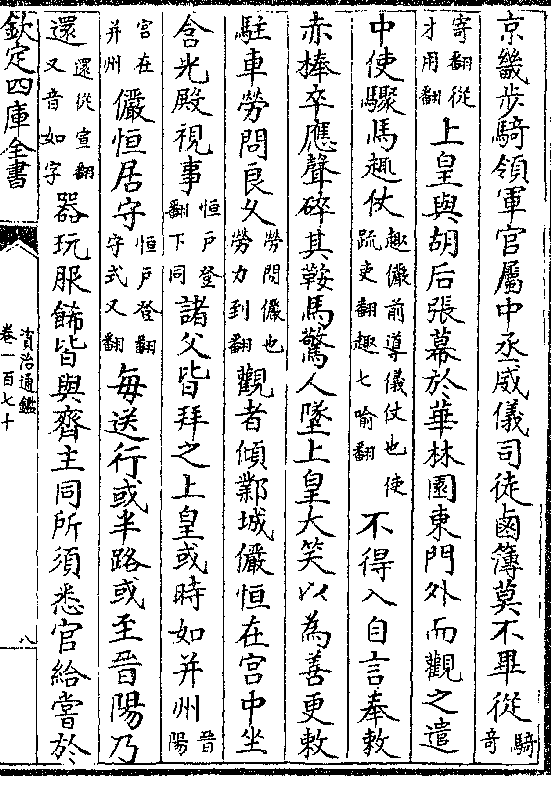 京畿步騎領軍官屬中丞威儀司徒鹵簿莫不畢從騎奇
寄翻從才用翻上皇與胡后張幕於華林園東門外而觀之遣
中使驟馬趣仗趣儼前導儀仗也使疏吏翻趣七喻翻不得入自言奉敕
赤棒卒應聲碎其鞍馬驚人墜上皇大笑以為善更敕
駐車勞問良久勞問儼也勞力到翻觀者傾鄴城儼恒在宮中坐
含光殿視事恒戶登翻下同諸父皆拜之上皇或時如并州晉陽
宮在并州儼恒居守恒戶登翻守式又翻每送行或半路或至晉陽乃
還還從宣翻又音如字器玩服飾皆與齊主同所須悉官給嘗於
欽定四庫全書
資治通鑑
卷一百七十
八